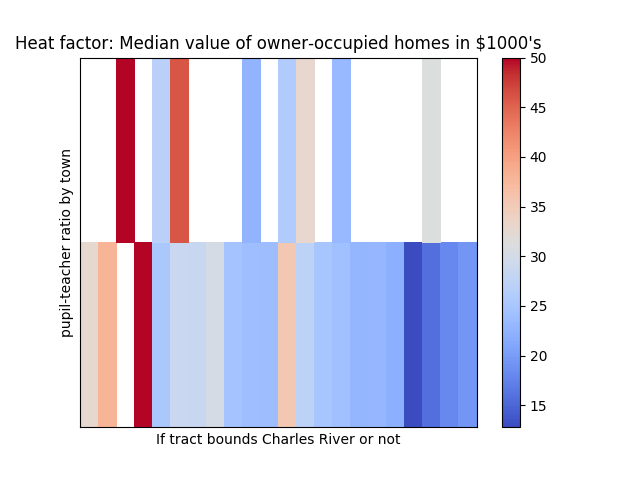 Heat factor: Median value of owner-occupied homes in $1000's
50
45
40
35
30
25
20
15
pupil-teacher ratio by town
If tract bounds Charles River or not